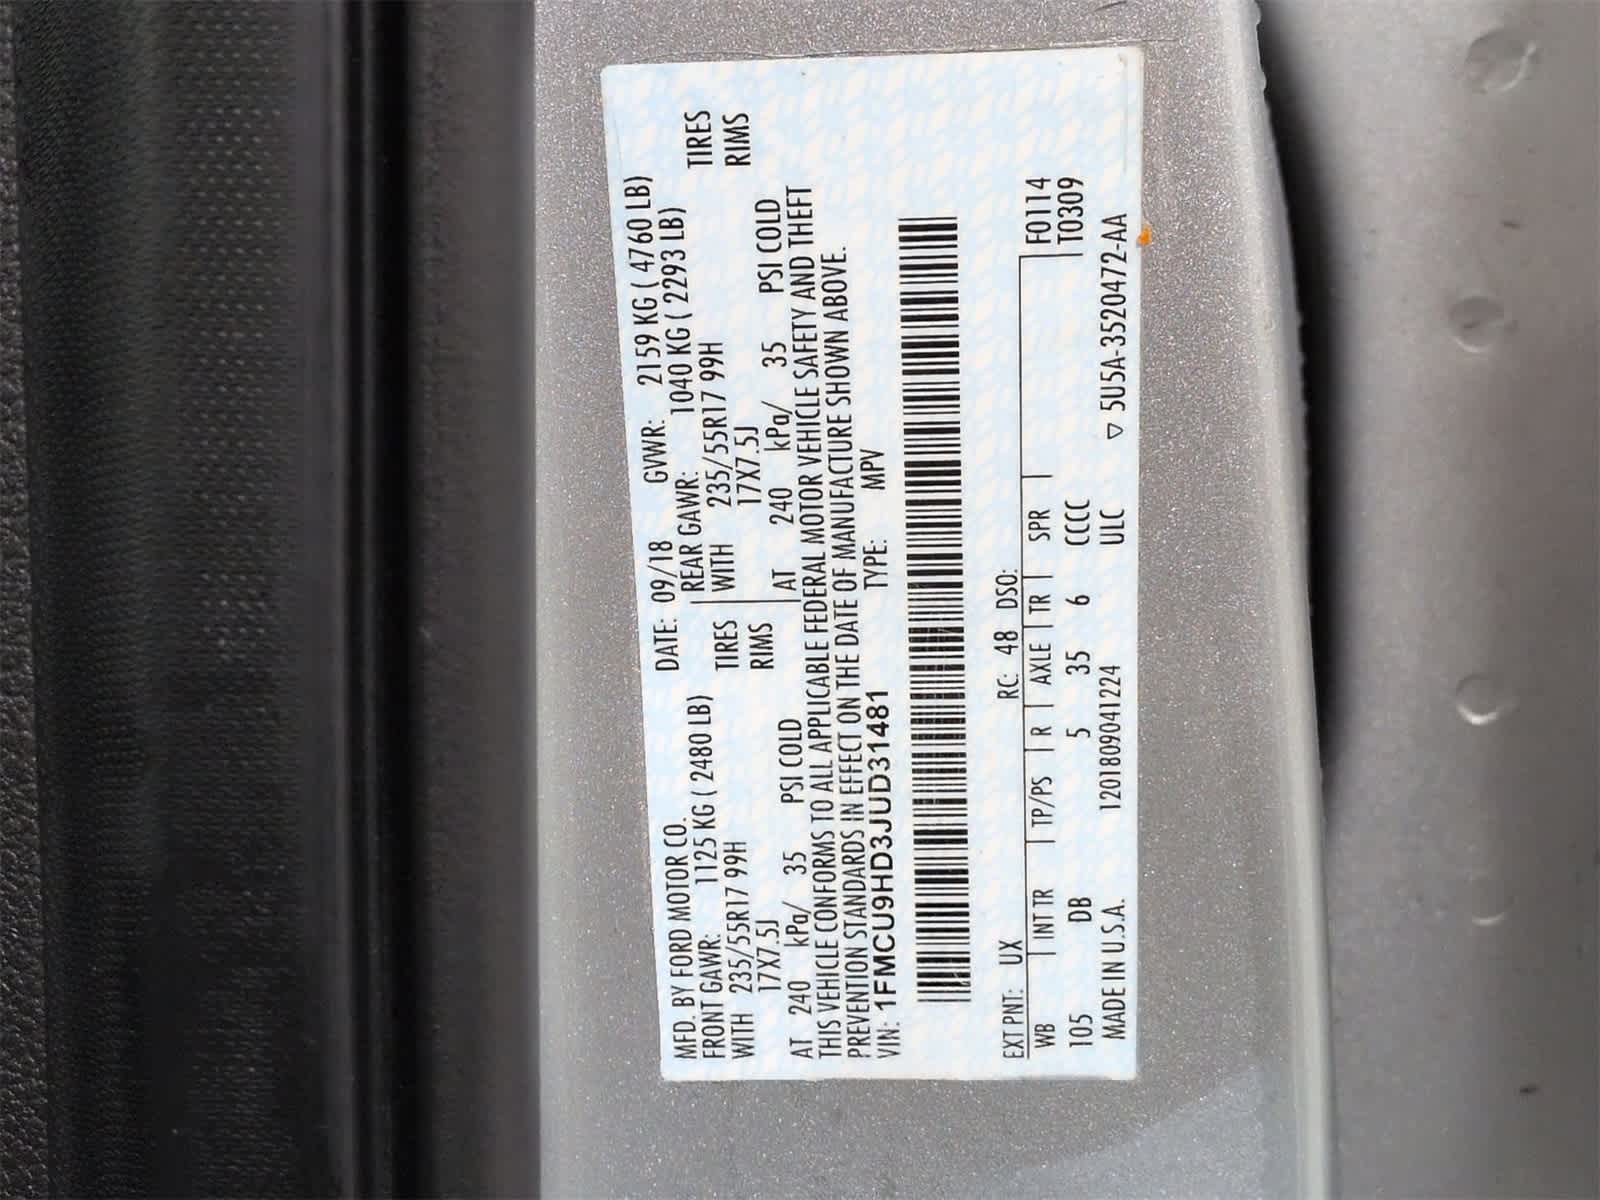 MFD. BY FORD MOTOR CO. DATE: 09/18 GVWR: 2159 KG ( 4760 LB)
FRONT GAWR: 1125 KG ( 2480 LB) REAR GAWR: 1040 KG ( 2293 LB)
WITH 235/55R17 99H TIRES WITH 235/55R17 99H TIRES
17X7.5J RIMS 17X7.5J RIMS
AT 240 kPa/ 35 PSI COLD AT 240 kPa/ 35 PSI COLD
THIS VEHICLE CONFORMS TO ALL APPLICABLE FEDERAL MOTOR VEHICLE SAFETY AND THEFT
PREVENTION STANDARDS IN EFFECT ON THE DATE OF MANUFACTURE SHOWN ABOVE.
VIN: 1FMCU9HD3JUD31481 TYPE: MPV
EXT PNT: UX RC: 48 DSO: F0114
WB INT TR TP/PS R AXLE TR SPR T0309
105 DB 5 35 6 CCCC
MADE IN U.S.A. 1201809041224 ULC ▽ 5U5A-3520472-AA